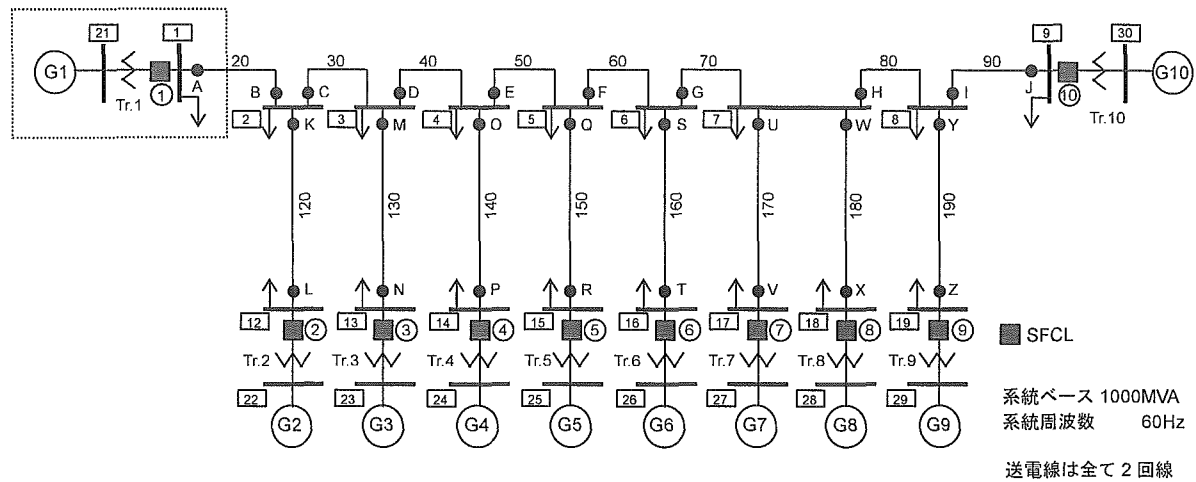 21 1 9 30
20 30 40 50 60 70 80 90
G1 A J G10
Tr.1 ① ⑩ Tr.10
B C D E F G H I
2 3 4 5 6 7 8
K M O Q S U W Y
120 130 140 150 160 170 180 190
L N P R T V X Z
12 13 14 15 16 17 18 19
② ③ ④ ⑤ ⑥ ⑦ ⑧ ⑨
SFCL
Tr.2 Tr.3 Tr.4 Tr.5 Tr.6 Tr.7 Tr.8 Tr.9
22 23 24 25 26 27 28 29
G2 G3 G4 G5 G6 G7 G8 G9
系統ベース 1000MVA
系統周波数 60Hz
送電線は全て2回線